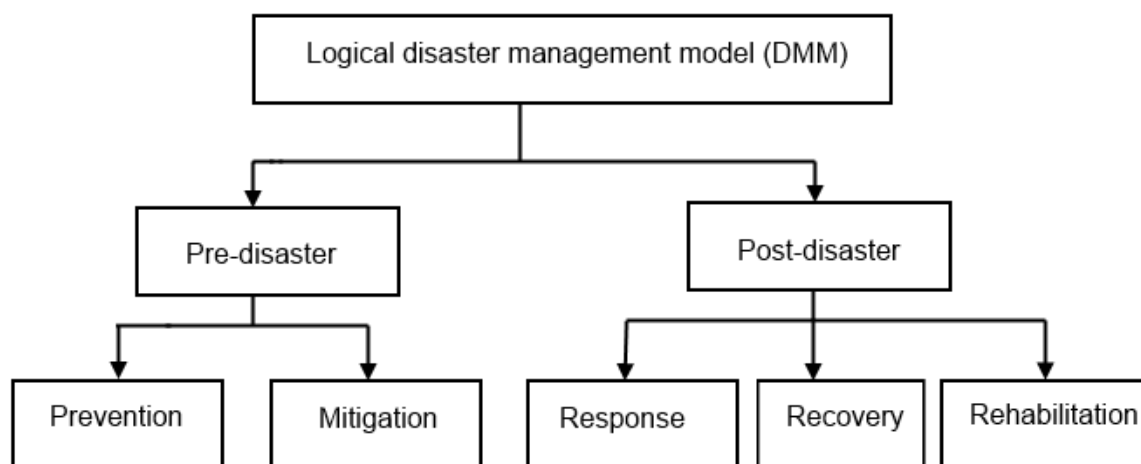 Logical disaster management model (DMM)
Pre-disaster
Post-disaster
Prevention
Mitigation
Response
Recovery
Rehabilitation